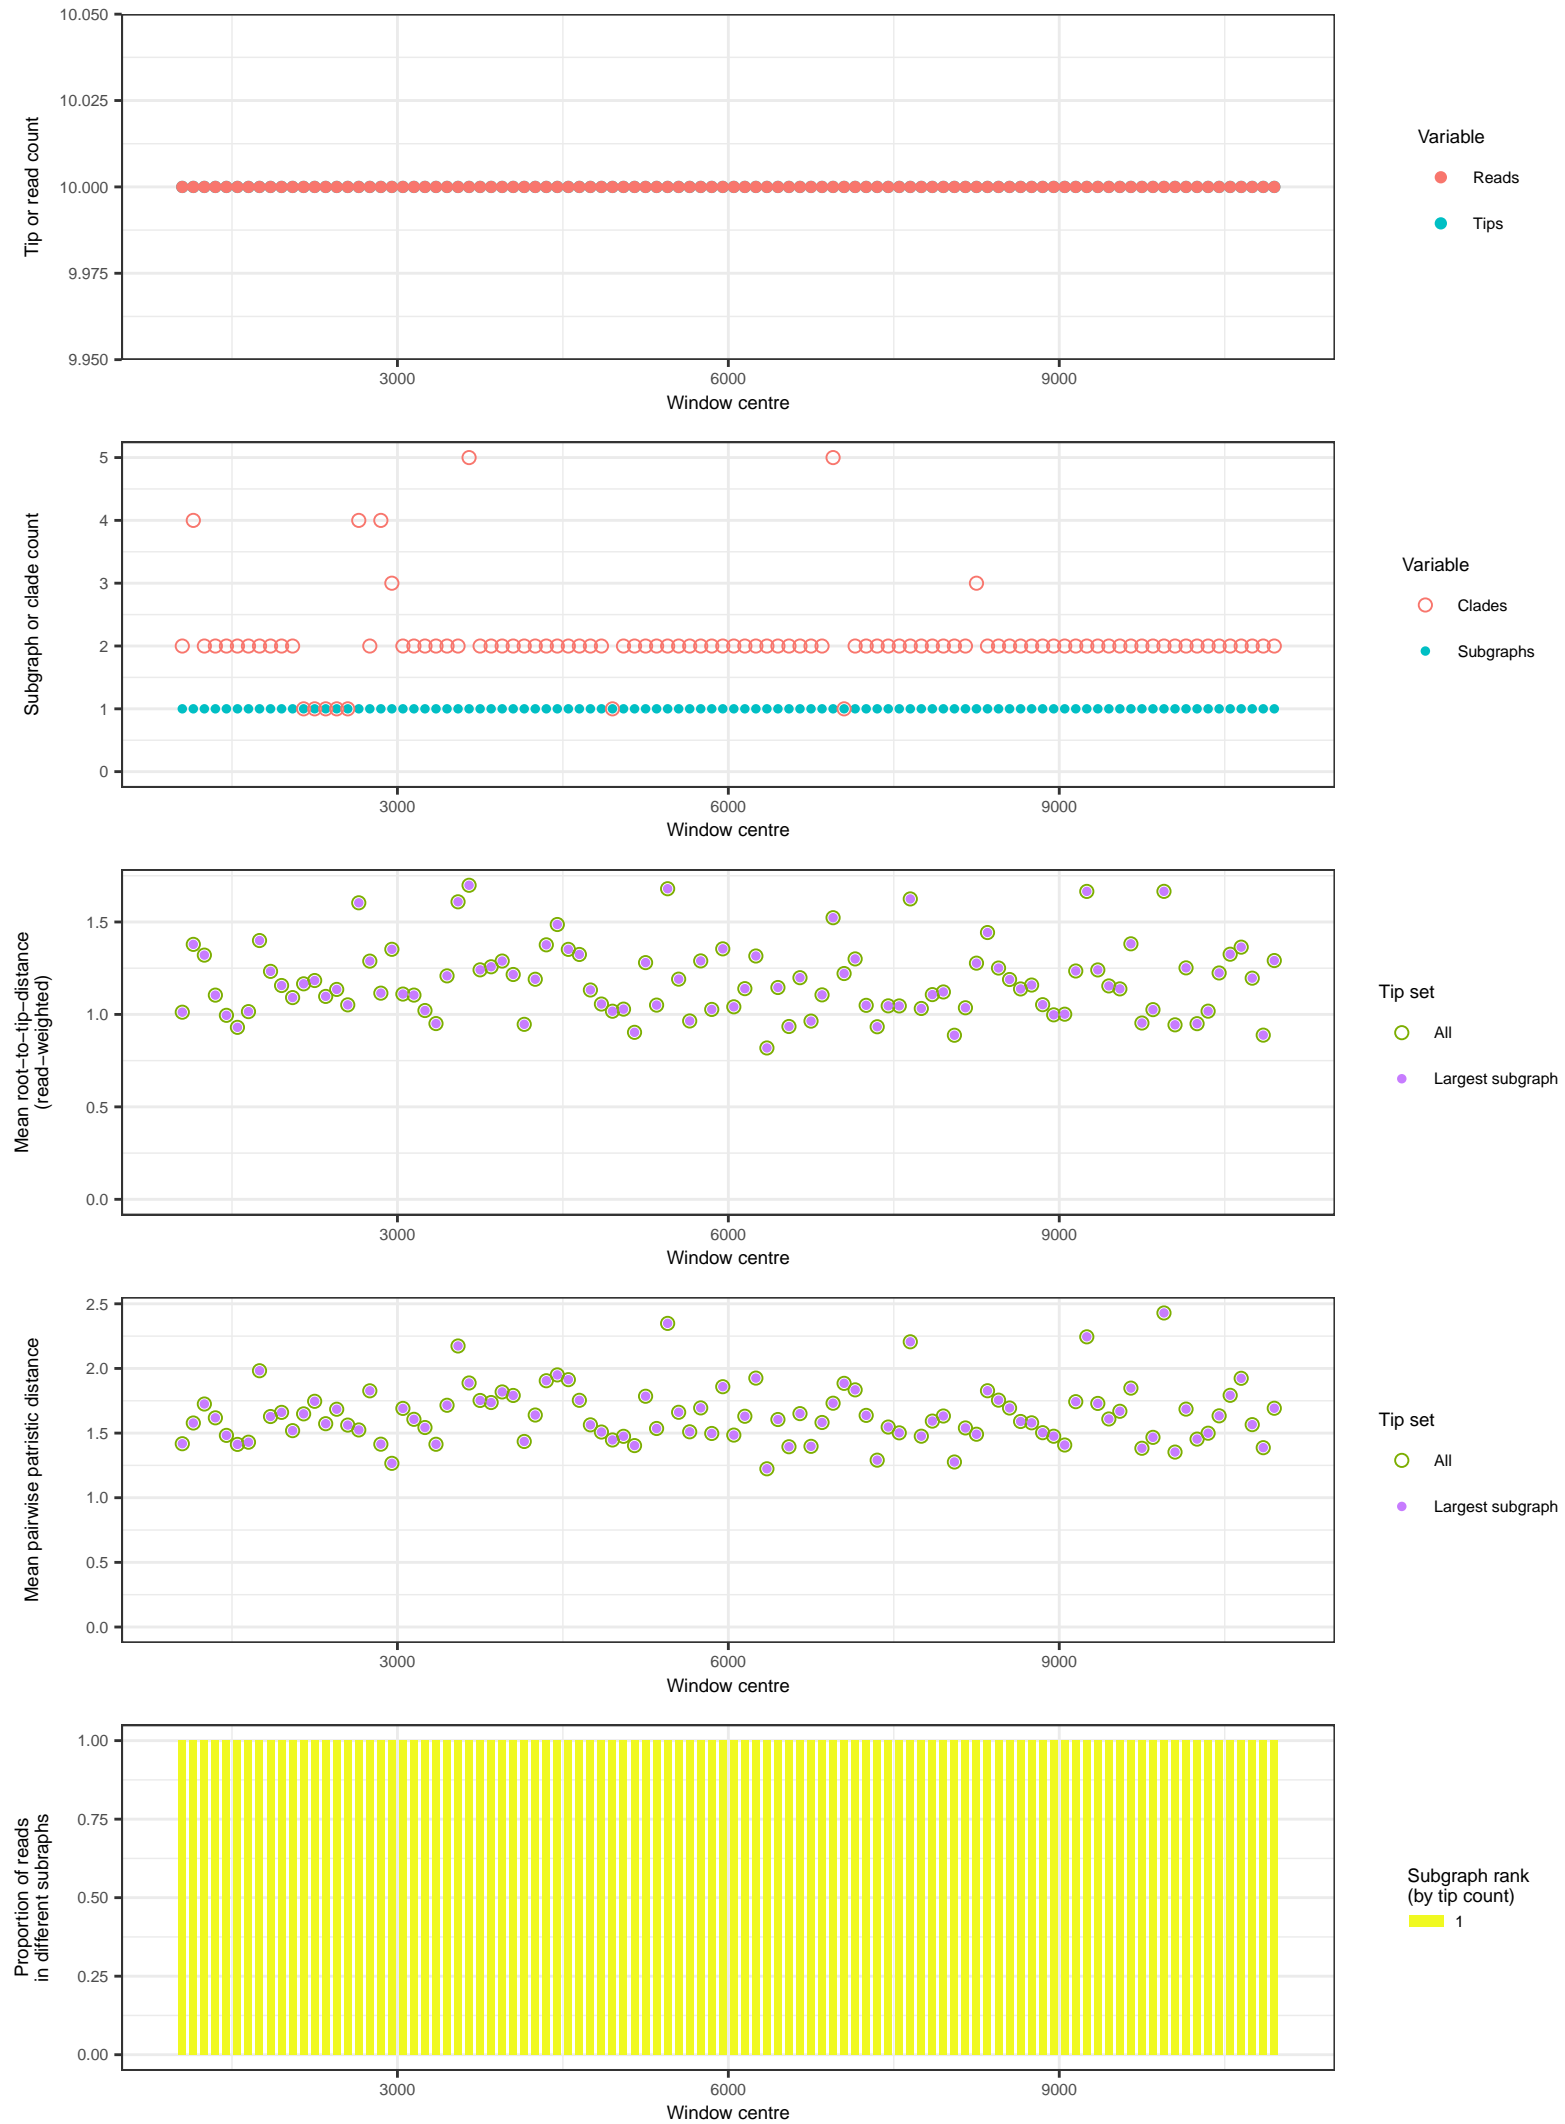 10.050
10.025
10.000
9.975
9.950
Tip or read count
3000
6000
9000
Window centre
Variable
Reads
Tips
5
4
3
2
1
0
Subgraph or clade count
3000
6000
9000
Window centre
Variable
Clades
Subgraphs
1.5
1.0
0.5
0.0
Mean root−to−tip−distance
(read−weighted)
3000
6000
9000
Window centre
Tip set
All
Largest subgraph
2.5
2.0
1.5
1.0
0.5
0.0
Mean pairwise patristic distance
3000
6000
9000
Window centre
Tip set
All
Largest subgraph
1.00
0.75
0.50
0.25
0.00
Proportion of reads
in different subraphs
3000
6000
9000
Window centre
Subgraph rank
(by tip count)
1